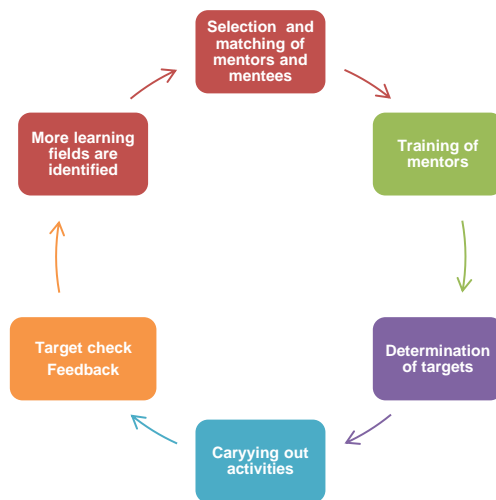 Selection and
matching of
mentors and
mentees
Training of
mentors
Determination
of targets
Caryying out
activities
Target check
Feedback
More learning
fields are
identified